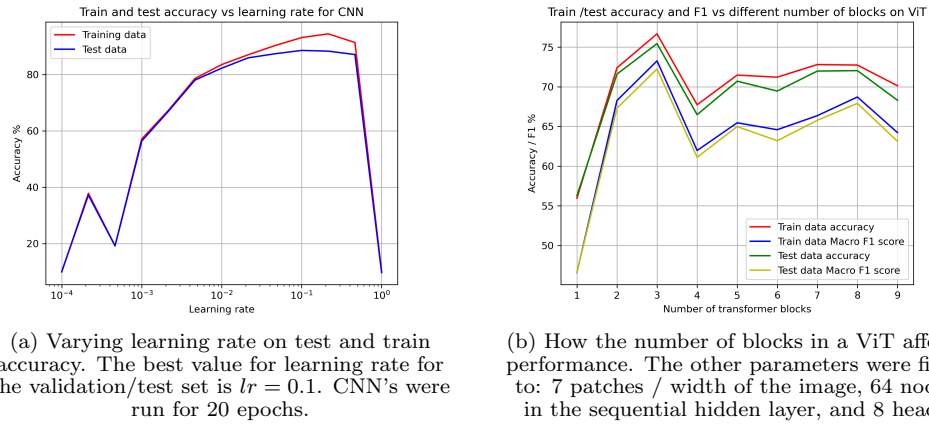 Train and test accuracy vs learning rate for CNN
Training data
Test data
Accuracy %
80
60
40
20
10⁻⁴
10⁻³
10⁻²
10⁻¹
10⁰
Learning rate
(a) Varying learning rate on test and train
accuracy. The best value for learning rate for
the validation/test set is lr = 0.1. CNN's were
run for 20 epochs.
Train /test accuracy and F1 vs different number of blocks on ViT
Accuracy / F1 %
75
70
65
60
55
50
Train data accuracy
Train data Macro F1 score
Test data accuracy
Test data Macro F1 score
1 2 3 4 5 6 7 8 9
Number of transformer blocks
(b) How the number of blocks in a ViT affe
performance. The other parameters were fi
to: 7 patches / width of the image, 64 nod
in the sequential hidden layer, and 8 head